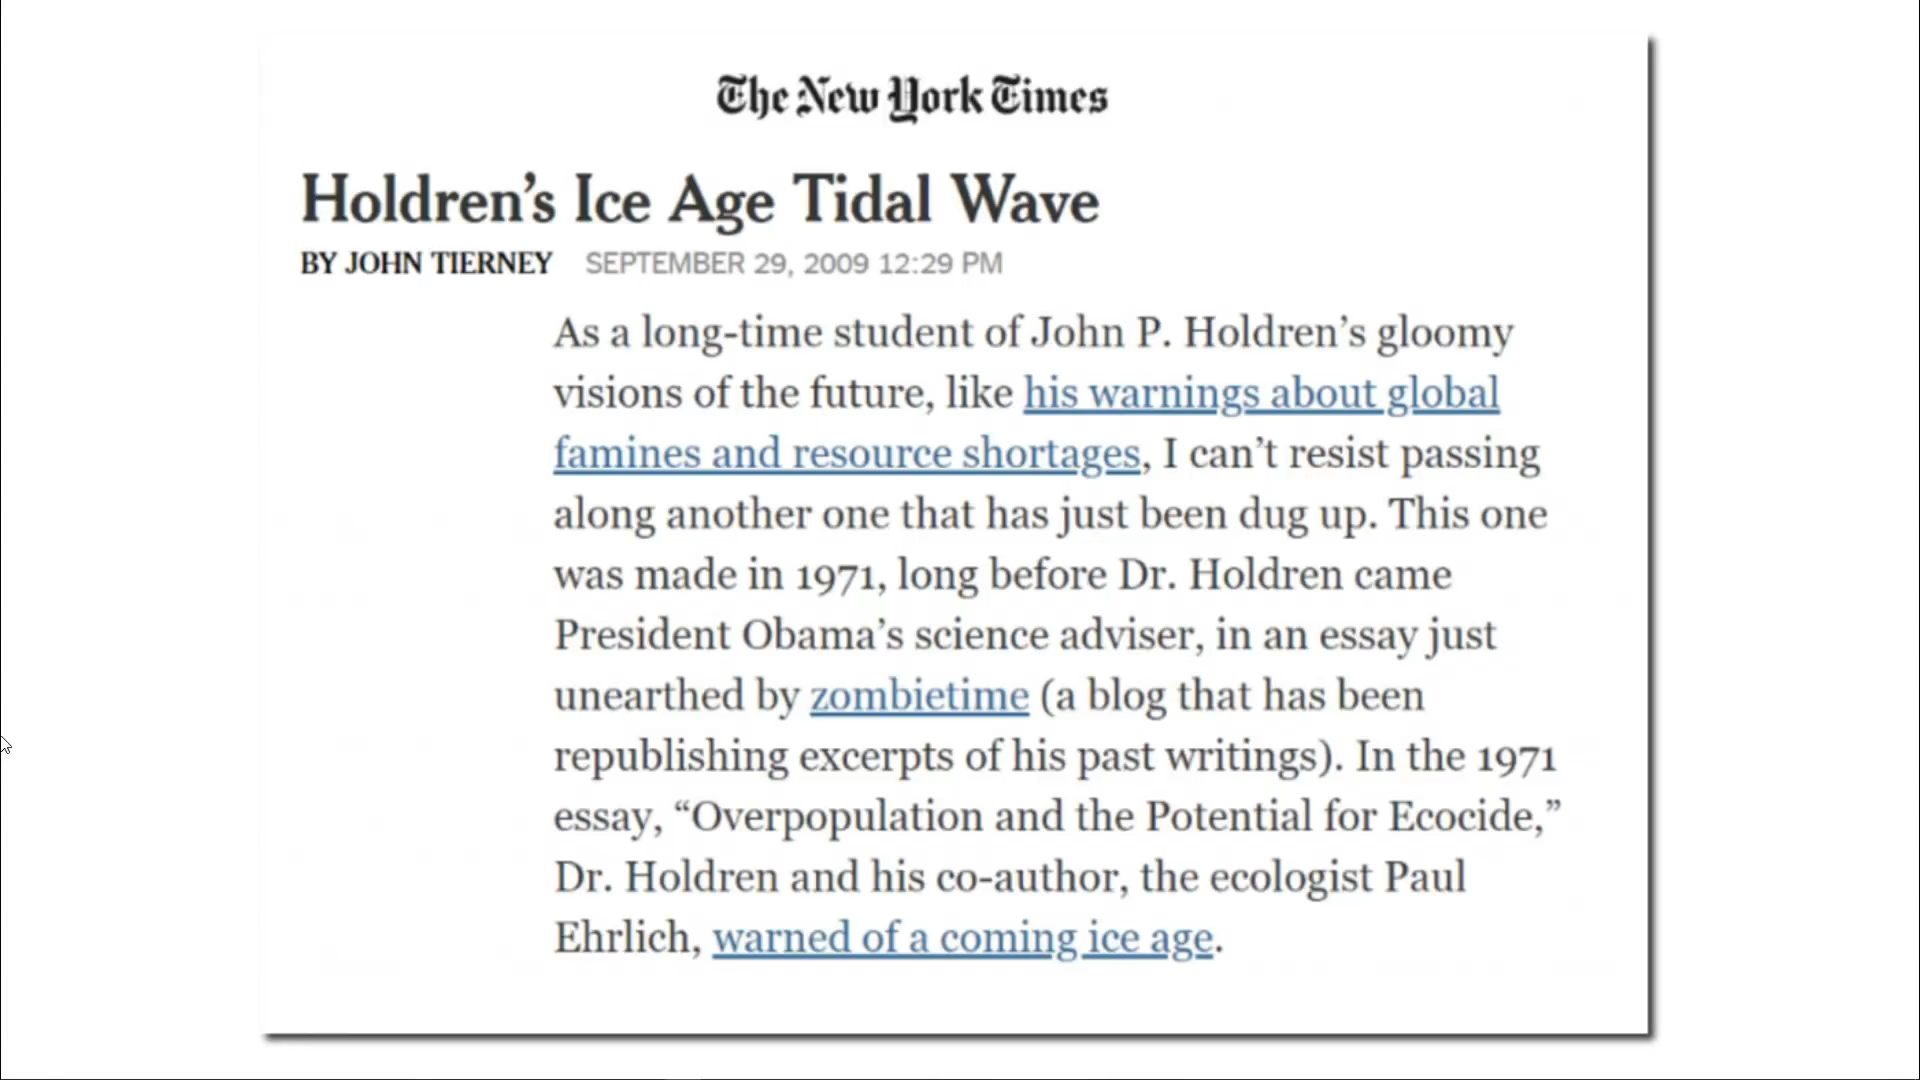 The New York Times
Holdren’s Ice Age Tidal Wave
BY JOHN TIERNEY SEPTEMBER 29, 2009 12:29 PM
As a long-time student of John P. Holdren’s gloomy
visions of the future, like his warnings about global
famines and resource shortages, I can’t resist passing
along another one that has just been dug up. This one
was made in 1971, long before Dr. Holdren came
President Obama’s science adviser, in an essay just
unearthed by zombietime (a blog that has been
republishing excerpts of his past writings). In the 1971
essay, “Overpopulation and the Potential for Ecocide,”
Dr. Holdren and his co-author, the ecologist Paul
Ehrlich, warned of a coming ice age.